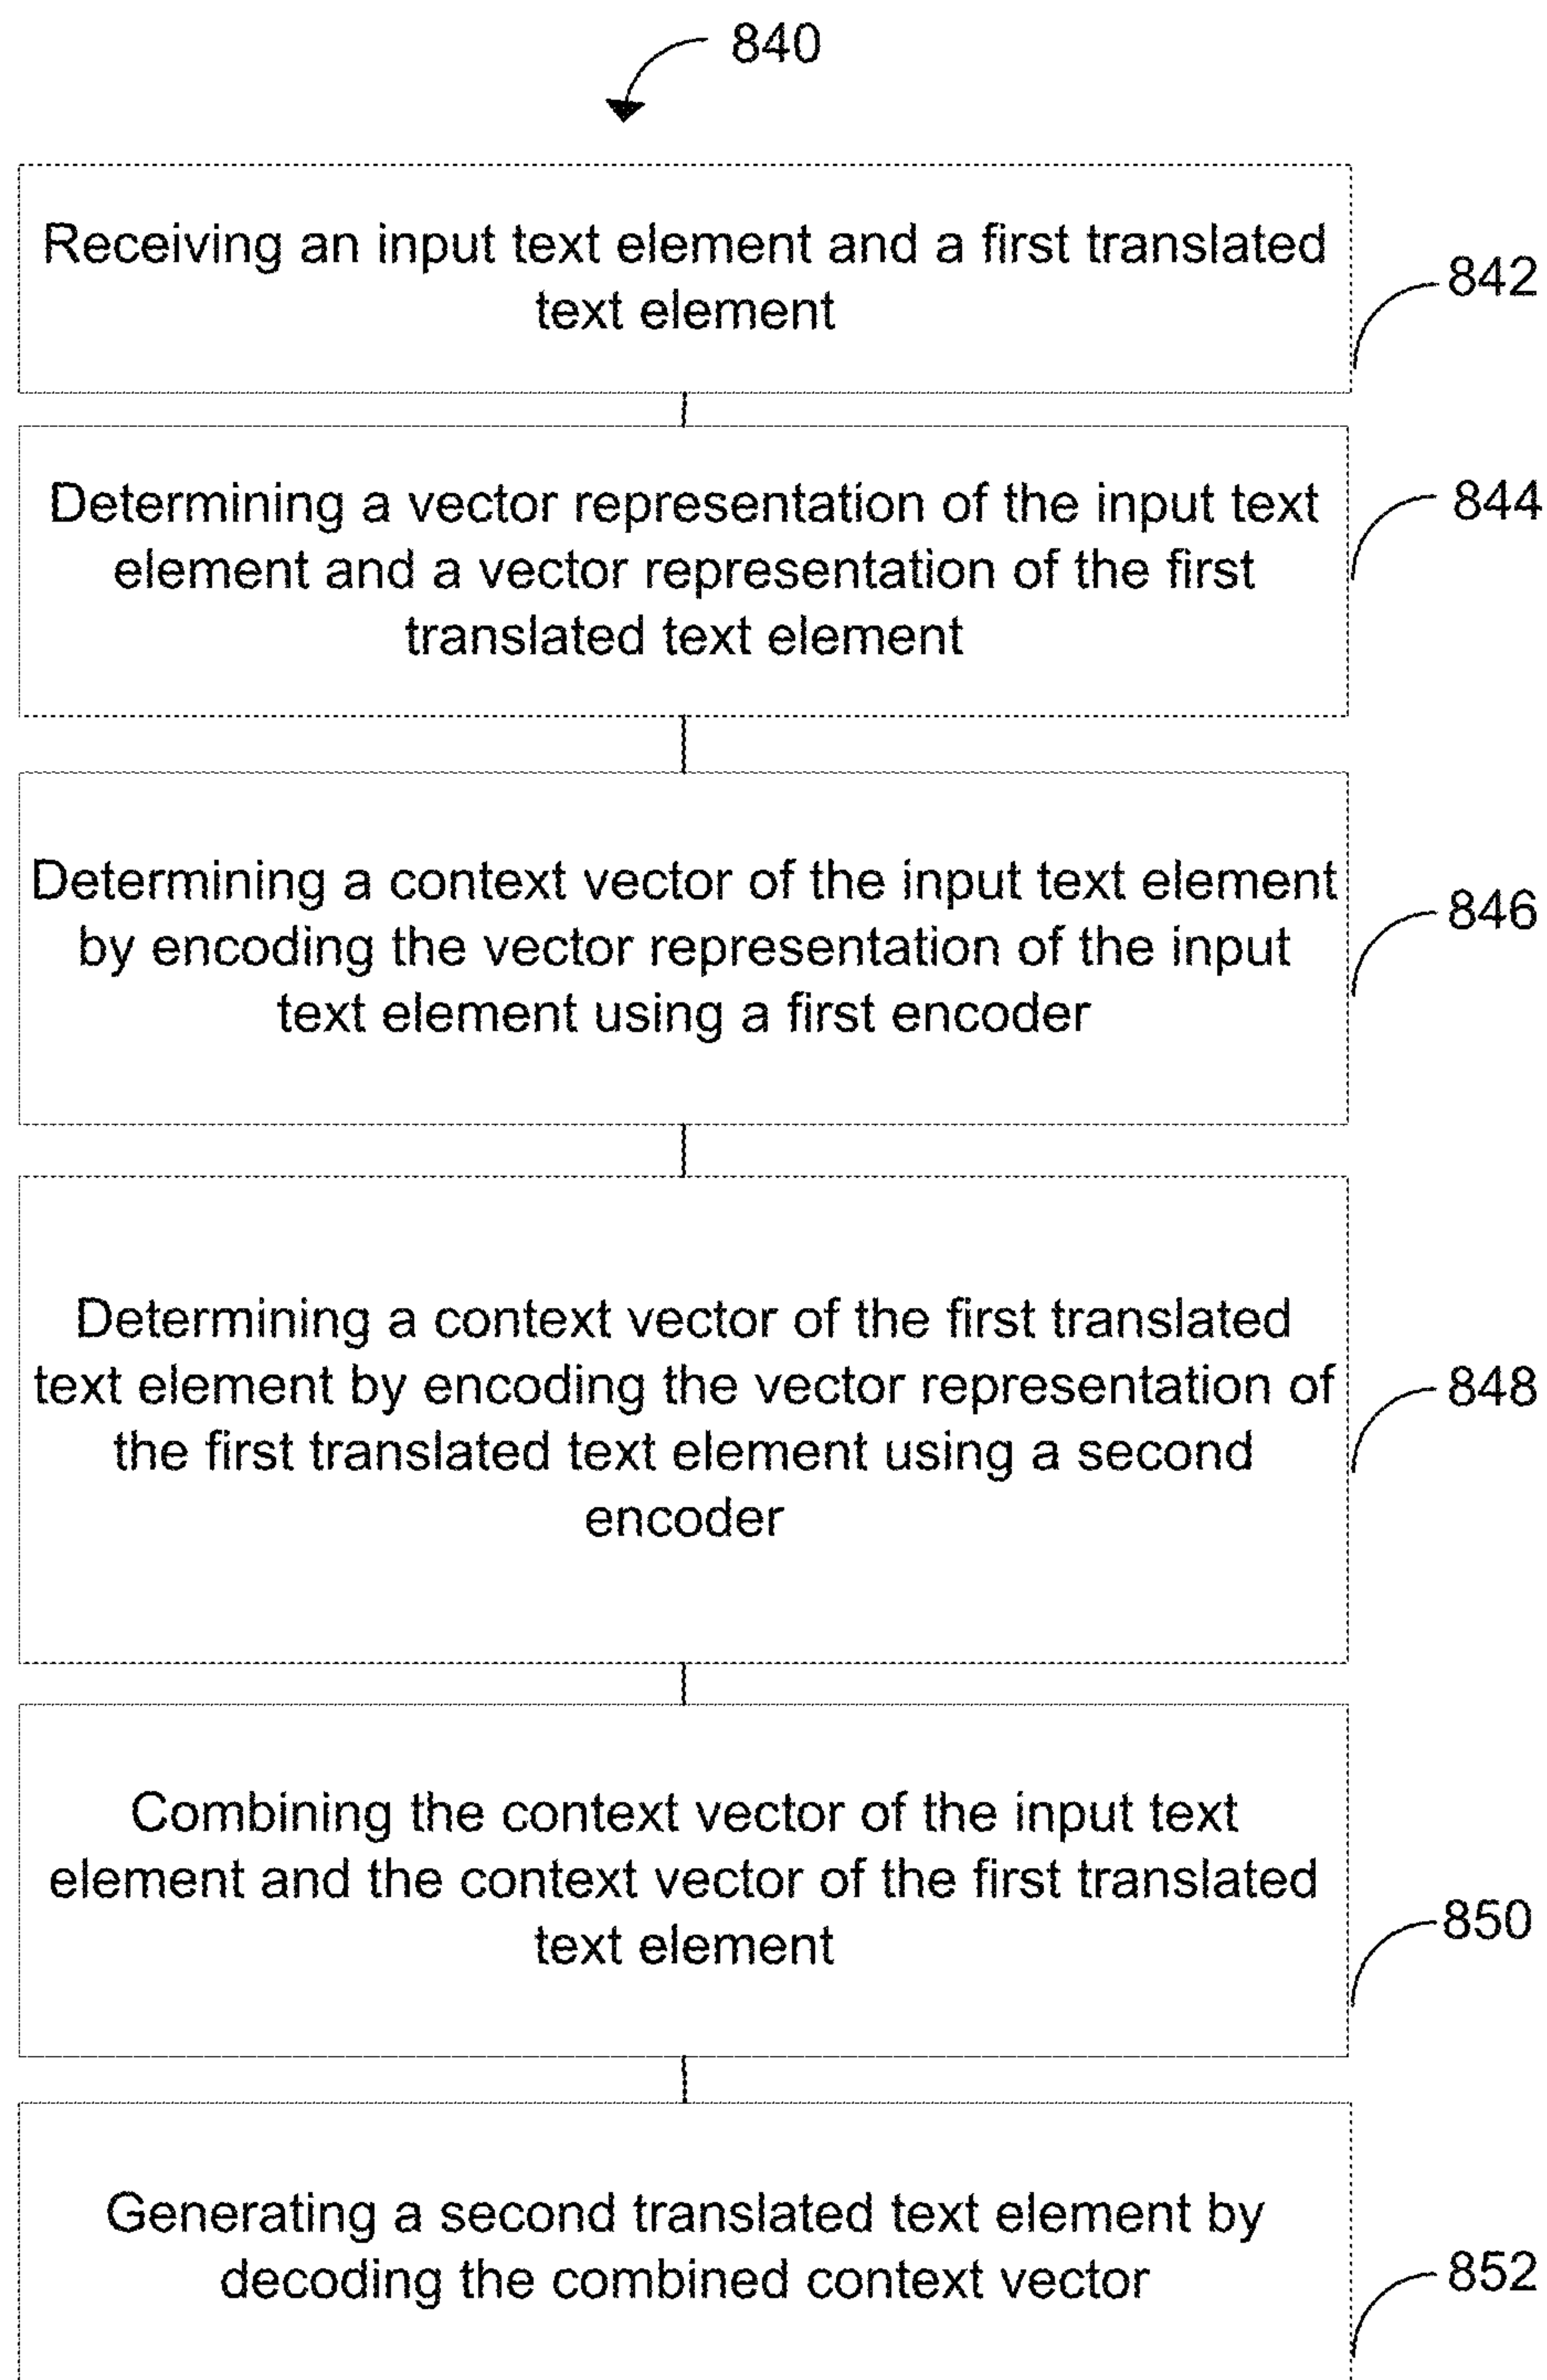 840
Receiving an input text element and a first translated
text element
842
Determining a vector representation of the input text
element and a vector representation of the first
translated text element
844
Determining a context vector of the input text element
by encoding the vector representation of the input
text element using a first encoder
846
Determining a context vector of the first translated
text element by encoding the vector representation of
the first translated text element using a second
encoder
848
Combining the context vector of the input text
element and the context vector of the first translated
text element
850
Generating a second translated text element by
decoding the combined context vector
852